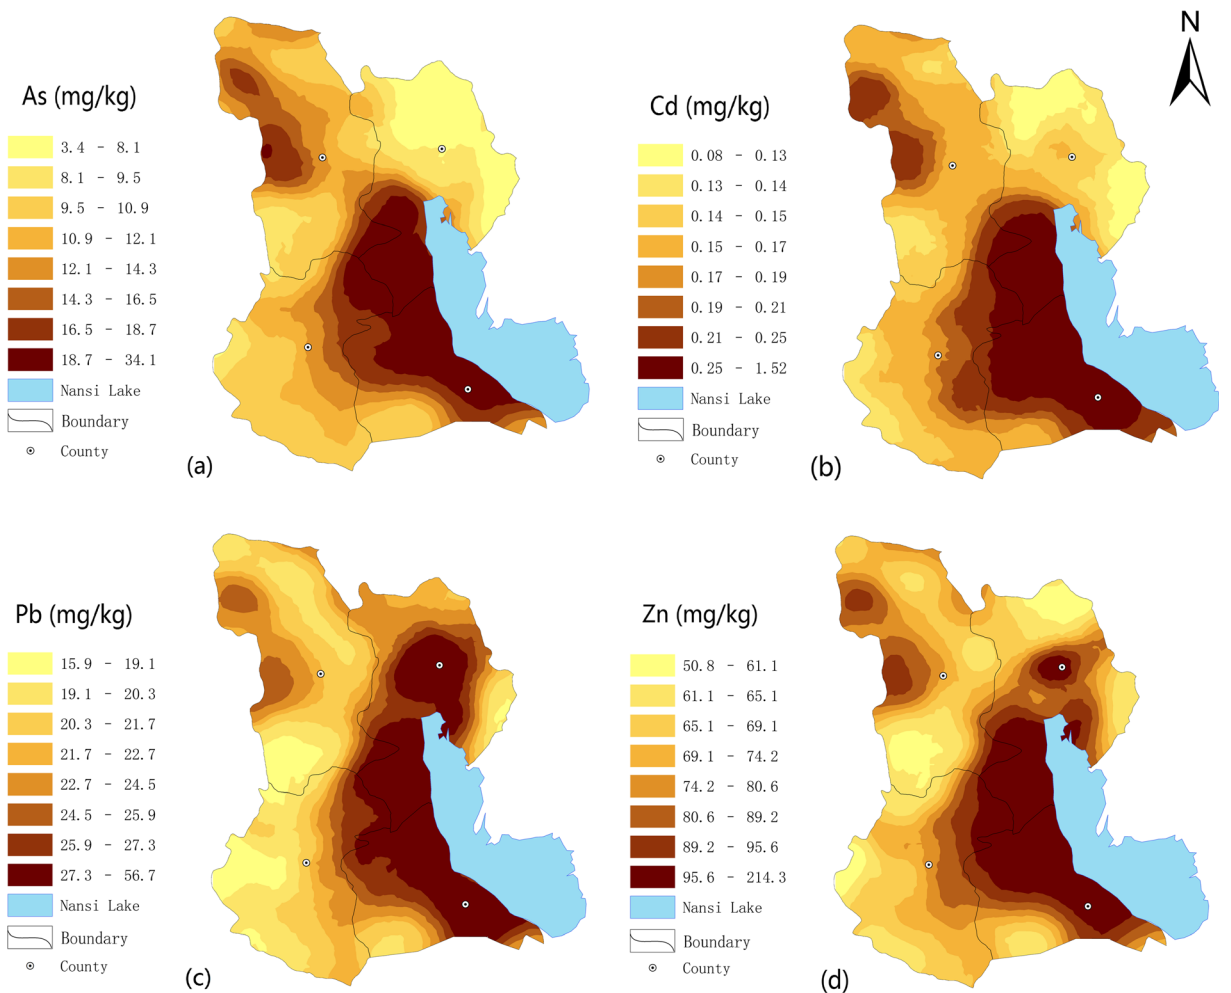 N
As (mg/kg)
3.4 - 8.1
8.1 - 9.5
9.5 - 10.9
10.9 - 12.1
12.1 - 14.3
14.3 - 16.5
16.5 - 18.7
18.7 - 34.1
Nansi Lake
Boundary
County
(a)
Cd (mg/kg)
0.08 - 0.13
0.13 - 0.14
0.14 - 0.15
0.15 - 0.17
0.17 - 0.19
0.19 - 0.21
0.21 - 0.25
0.25 - 1.52
Nansi Lake
Boundary
County
(b)
Pb (mg/kg)
15.9 - 19.1
19.1 - 20.3
20.3 - 21.7
21.7 - 22.7
22.7 - 24.5
24.5 - 25.9
25.9 - 27.3
27.3 - 56.7
Nansi Lake
Boundary
County
(c)
Zn (mg/kg)
50.8 - 61.1
61.1 - 65.1
65.1 - 69.1
69.1 - 74.2
74.2 - 80.6
80.6 - 89.2
89.2 - 95.6
95.6 - 214.3
Nansi Lake
Boundary
County
(d)